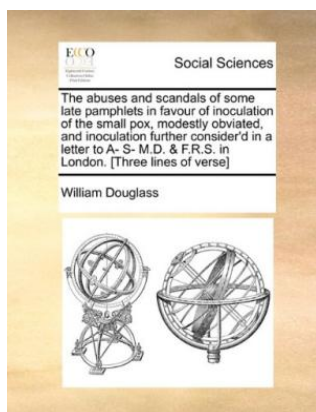 ECCO
Social Sciences
The abuses and scandals of some
late pamphlets in favour of inoculation
of the small pox, modestly obviated,
and inoculation further consider'd in a
letter to A- S- M.D. & F.R.S. in
London. [Three lines of verse]
William Douglass